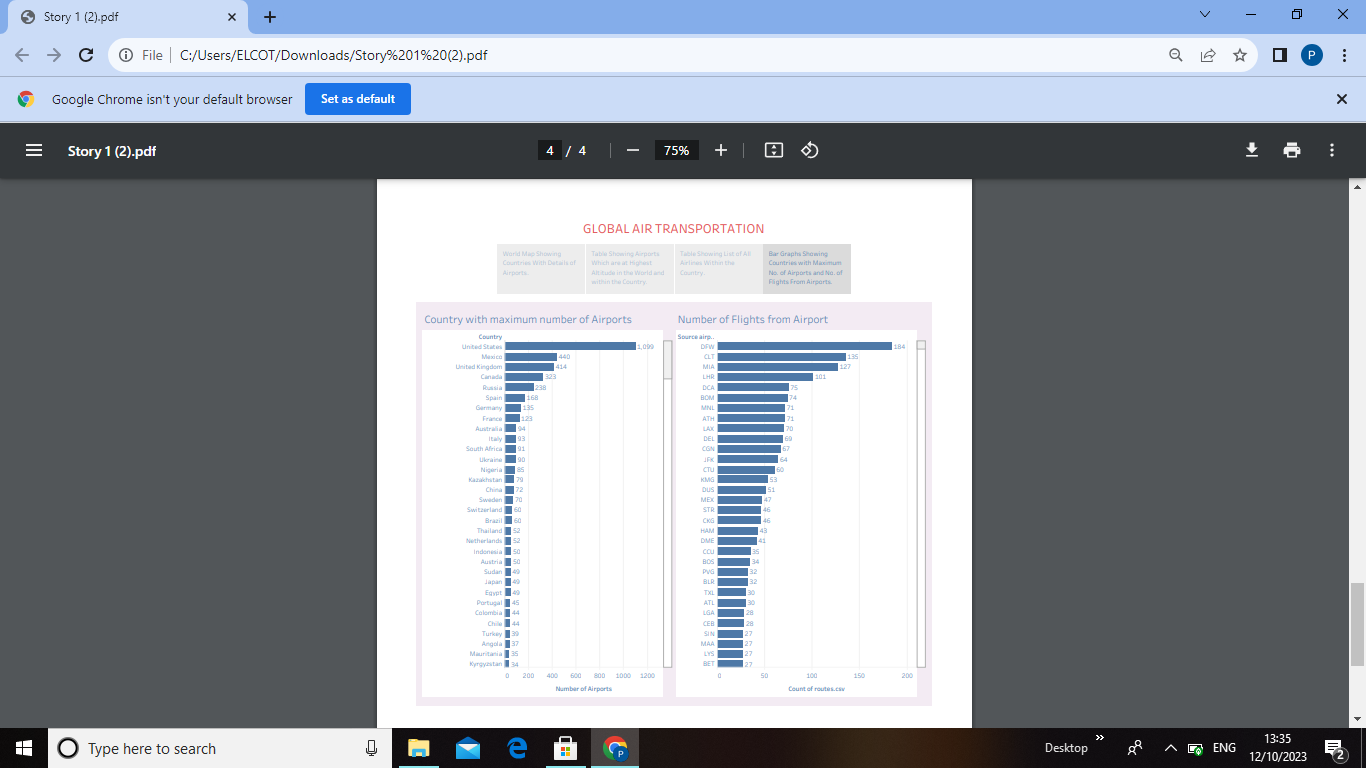 Story 1 (2).pdf
File
C:/Users/ELCOT/Downloads/Story%201%20(2).pdf
P
Google Chrome isn't your default browser
Set as default
Story 1 (2).pdf
4 / 4
75%
GLOBAL AIR TRANSPORTATION
World Map Showing
Countries With Details of
Airports
Table Showing Airports
Which are at Highest
Altitude in the World and
within the Country
Table Showing List of All
Airlines Within the
Country.
Bar Graphs Showing
Countries with Maximum
No. of Airports and No. of
Flights From Airports.
Country with maximum number of Airports
Country
United States 1,099
Mexico 440
United Kingdom 414
Canada 323
Russia 238
Spain 168
Germany 135
France 123
Australia 94
Italy 93
South Africa 91
Ukraine 90
Nigeria 85
Kazakhstan 79
China 72
Sweden 70
Switzerland 60
Brazil 60
Thailand 52
Netherlands 52
Indonesia 50
Austria 50
Sudan 49
Japan 49
Egypt 49
Portugal 45
Colombia 44
Chile 44
Turkey 39
Angola 37
Mauritania 35
Kyrgyzstan 34
0 200 400 600 800 1000 1200
Number of Airports
Number of Flights from Airport
Source airp..
DFW 184
CLT 135
MIA 127
LHR 101
DCA 75
BOM 74
MNL 71
ATH 71
LAX 70
DEL 69
CGN 67
JFK 64
CTU 60
KMG 53
DUS 51
MEX 47
STR 46
CKG 46
HAM 43
DME 41
CCU 35
BOS 34
PVG 32
BLR 32
TXL 30
ATL 30
LGA 28
CEB 28
SIN 27
MAA 27
LYS 27
BET 27
0 50 100 150 200
Count of routes.csv
Type here to search
P
Desktop
ENG
13:35
12/10/2023
2